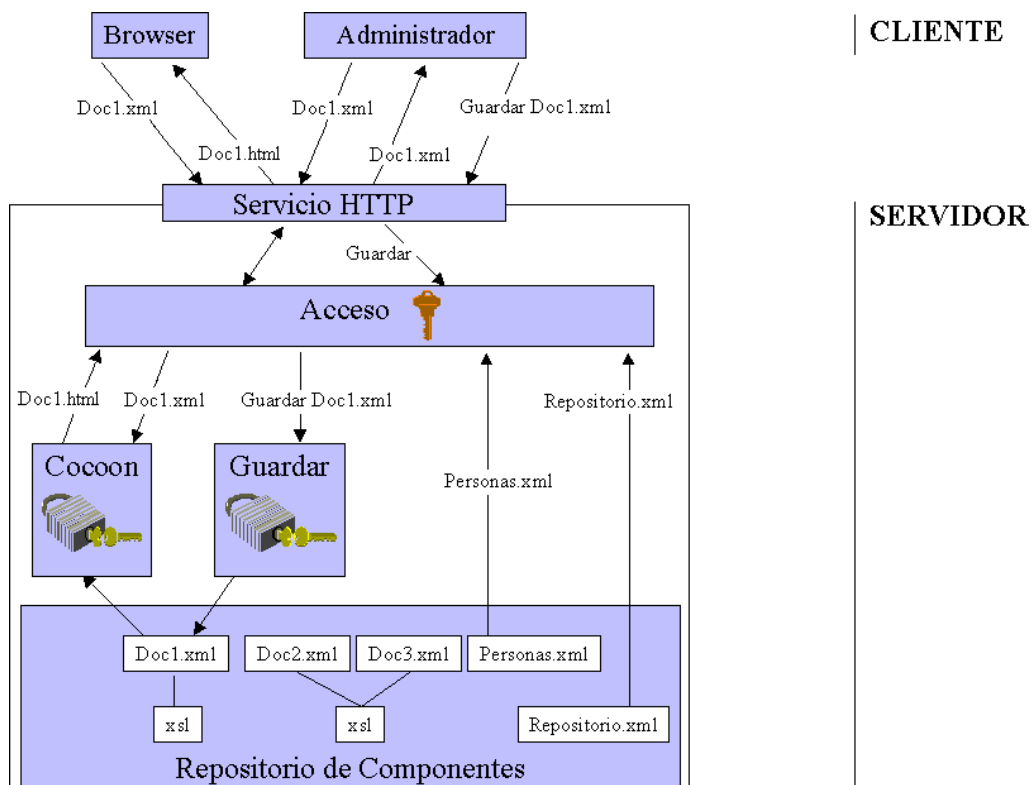 Browser
Administrador
CLIENTE
Doc1.xml
Doc1.xml
Guardar Doc1.xml
Doc1.html
Doc1.xml
Servicio HTTP
SERVIDOR
Guardar
Acceso
Doc1.html
Doc1.xml
Guardar Doc1.xml
Repositorio.xml
Cocoon
Guardar
Personas.xml
Doc1.xml
Doc2.xml
Doc3.xml
Personas.xml
xsl
xsl
Repositorio.xml
Repositorio de Componentes